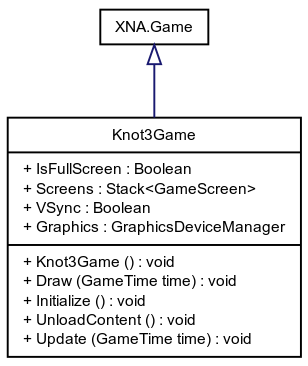 XNA.Game
Knot3Game
+ IsFullScreen : Boolean
+ Screens : Stack<GameScreen>
+ VSync : Boolean
+ Graphics : GraphicsDeviceManager
+ Knot3Game () : void
+ Draw (GameTime time) : void
+ Initialize () : void
+ UnloadContent () : void
+ Update (GameTime time) : void